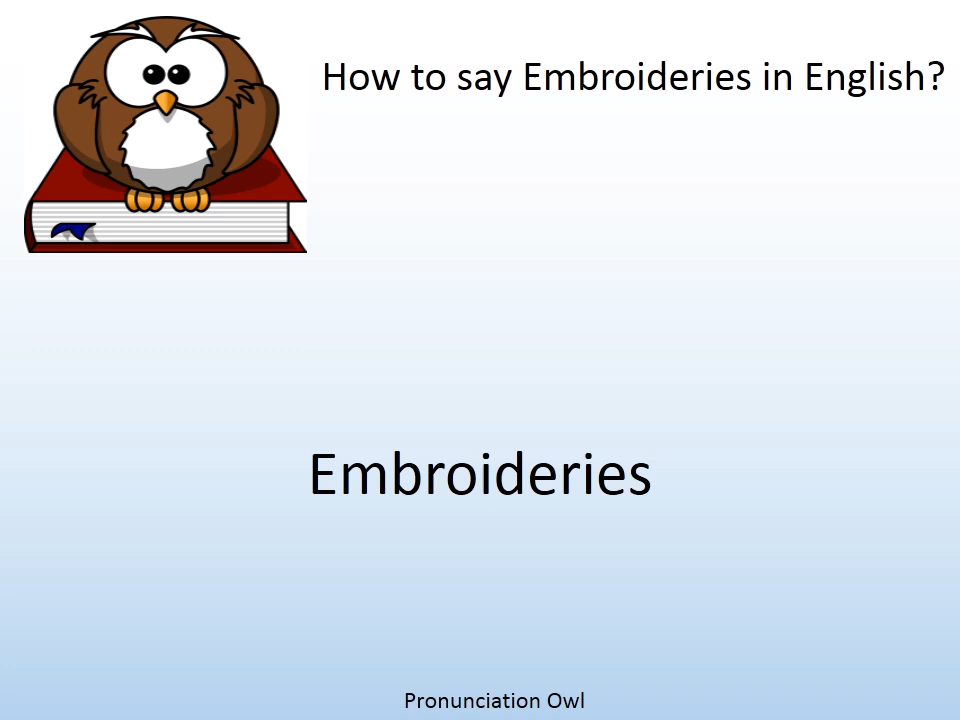 How to say Embroideries in English?
Embroideries
Pronunciation Owl